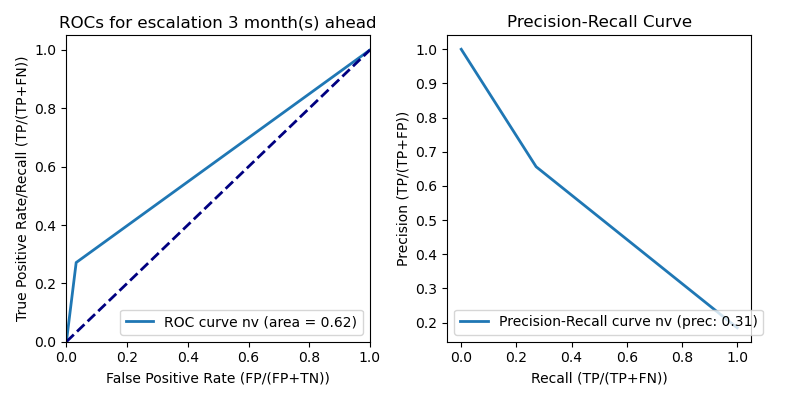 ROCs for escalation 3 month(s) ahead
True Positive Rate/Recall (TP/(TP+FN))
1.0
0.8
0.6
0.4
0.2
0.0
ROC curve nv (area = 0.62)
0.0 0.2 0.4 0.6 0.8 1.0
False Positive Rate (FP/(FP+TN))
Precision-Recall Curve
Precision (TP/(TP+FP))
1.0
0.9
0.8
0.7
0.6
0.5
0.4
0.3
0.2
Precision-Recall curve nv (prec: 0.31)
0.0 0.2 0.4 0.6 0.8 1.0
Recall (TP/(TP+FN))